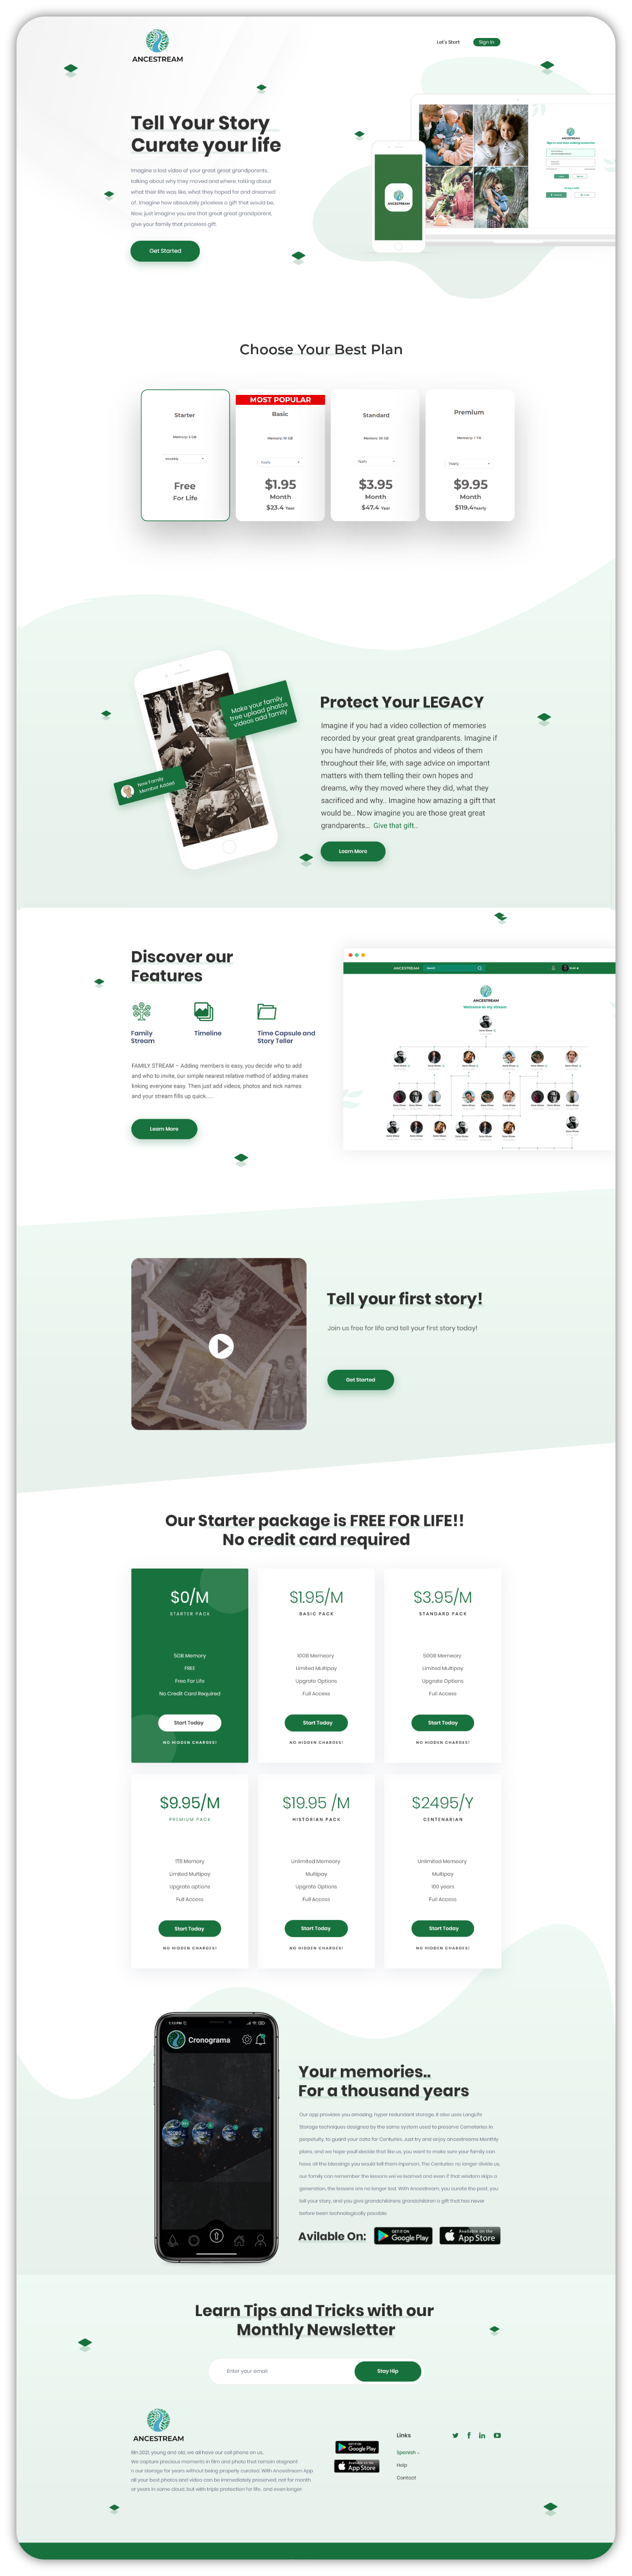 ANCESTREAM
Let's Start
Sign In
Tell Your Story
Curate your life
Imagine a lost video of your great great grandparents,
talking about why they moved and where, talking about
what their life was like, what they hoped for and dreamed
of, Imagine how absolutely priceless a gift that would be,
Now, just imagine you are that great great grandparent,
give your family that priceless gift.
Get Started
ANCESTREAM
Choose Your Best Plan
Starter
Memory: 5 GB
Monthly
Free
For Life
MOST POPULAR
Basic
Memory: 10 GB
Yearly
$1.95
Month
$23.4 Year
Standard
Memory: 50 GB
Yearly
$3.95
Month
$47.4 Year
Premium
Memory: 1 TB
Yearly
$9.95
Month
$119.4Yearly
Make your family
tree upload photos
videos add family
New Family
Member Added
Protect Your LEGACY
Imagine if you had a video collection of memories
recorded by your great great grandparents. Imagine if
you have hundreds of photos and videos of them
throughout their life, with sage advice on important
matters with them telling their own hopes and
dreams, why they moved where they did, what they
sacrificed and why.. Imagine how amazing a gift that
would be.. Now imagine you are those great great
grandparents... Give that gift..
Learn More
Discover our
Features
Family
Stream
Timeline
Time Capsule and
Story Teller
FAMILY STREAM – Adding members is easy, you decide who to add
and who to invite, our simple nearest relative method of adding makes
linking everyone easy. Then just add videos, photos and nick names
and your stream fills up quick....
Learn More
ANCESTREAM
Search
ANCESTREAM
Welcome to my stream
Tell your first story!
Join us free for life and tell your first story today!
Get Started
Our Starter package is FREE FOR LIFE!!
No credit card required
$0/M
STARTER PACK
5GB Memory
FREE
Free For Life
No Credit Card Required
Start Today
NO HIDDEN CHARGES!
$1.95/M
BASIC PACK
10GB Memeory
Limited Multipay
Upgrate Options
Full Access
Start Today
NO HIDDEN CHARGES!
$3.95/M
STANDARD PACK
50GB Memeory
Limited Multipay
Upgrate Options
Full Access
Start Today
NO HIDDEN CHARGES!
$9.95/M
PREMIUM PACK
1TB Memory
Limited Multipay
Upgrate options
Full Access
Start Today
NO HIDDEN CHARGES!
$19.95 /M
HISTORIAN PACK
Unlimited Memeory
Multipay
Upgrate Options
Full Access
Start Today
NO HIDDEN CHARGES!
$2495/Y
CENTENARIAN
Unlimited Memeory
Multipay
100 years
Full Access
Start Today
NO HIDDEN CHARGES!
1:13 PM
Cronograma
Your memories..
For a thousand years
Our app provides you amazing, hyper redundant storage, it also uses LongLife
Storage techniques designed by the same system used to preserve Cemetaries in
perpetuity, to guard your data for Centuries. Just try and enjoy Ancestreams Monthly
plans, and we hope youll decide that like us, you want to make sure your family can
have all the blessings you would tell them inperson. The Centuries no longer divide us,
our family can remember the lessons we've learned and even if that wisdom skips a
generation, the lessons are no longer lost. With Ancestream, you curate the past, you
tell your story, and you give grandchildrens grandchildren a gift that has never
before been technologically possible.
Avilable On:
GET IT ON
Google Play
Available on the
App Store
Learn Tips and Tricks with our
Monthly Newsletter
Enter your email
Stay Hip
ANCESTREAM
En 2021, young and old, we all have our cell phone on us..
We capture precious moments in film and photo that remain stagnant
n our storage for years without being properly curated. With Ancestream App
all your best photos and video can be immediately preserved, not for month
or years in some cloud, but with triple protection for life, and even longer.
GET IT ON
Google Play
Available on the
App Store
Links
Spanish
Help
Contact